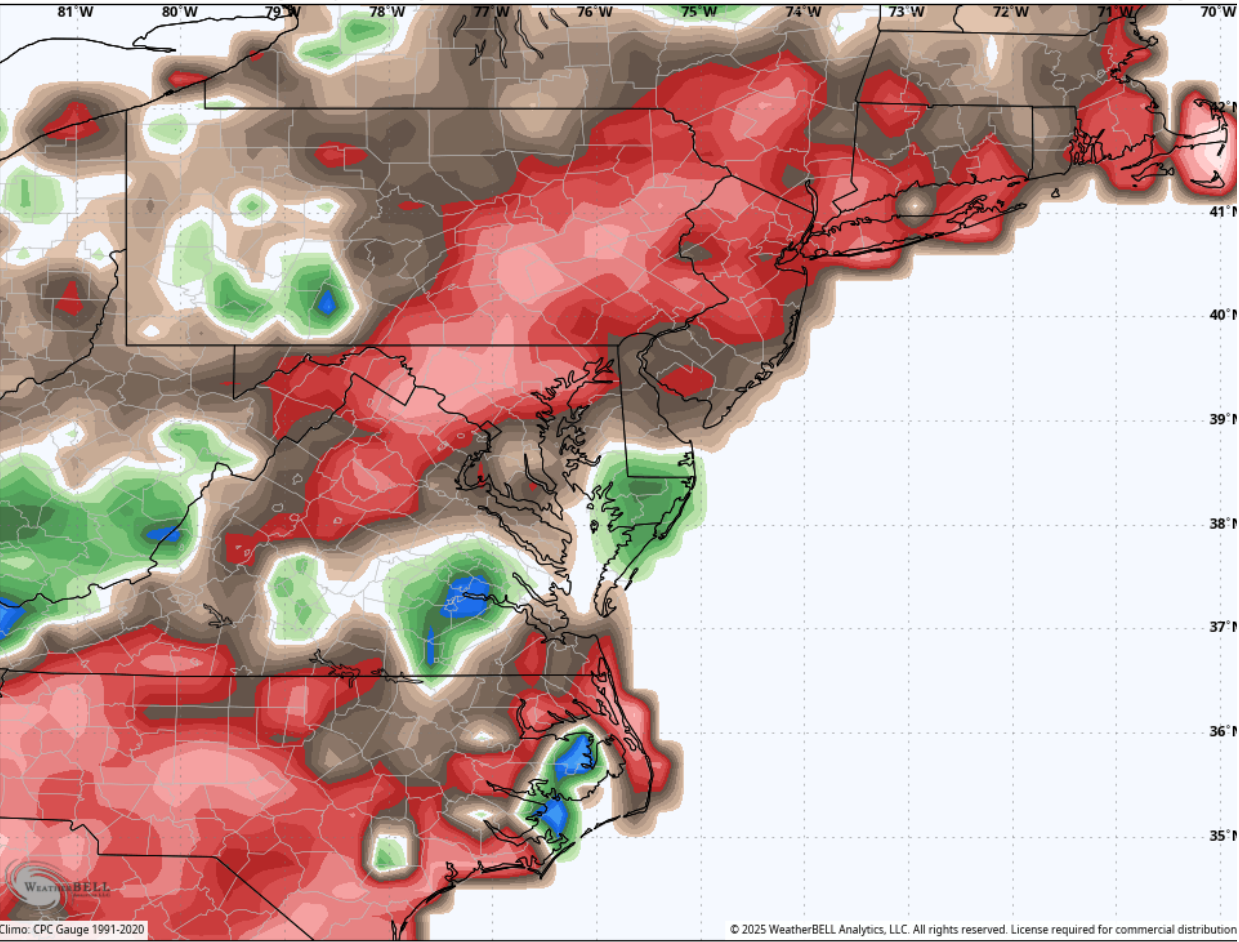 81°W 80°W 79°W 78°W 77°W 76°W 75°W 74°W 73°W 72°W 71°W 70°W
42°N
41°N
40°N
39°N
38°N
37°N
36°N
35°N
WEATHERBELL
Climo: CPC Gauge 1991-2020
© 2025 WeatherBELL Analytics, LLC. All rights reserved. License required for commercial distribution